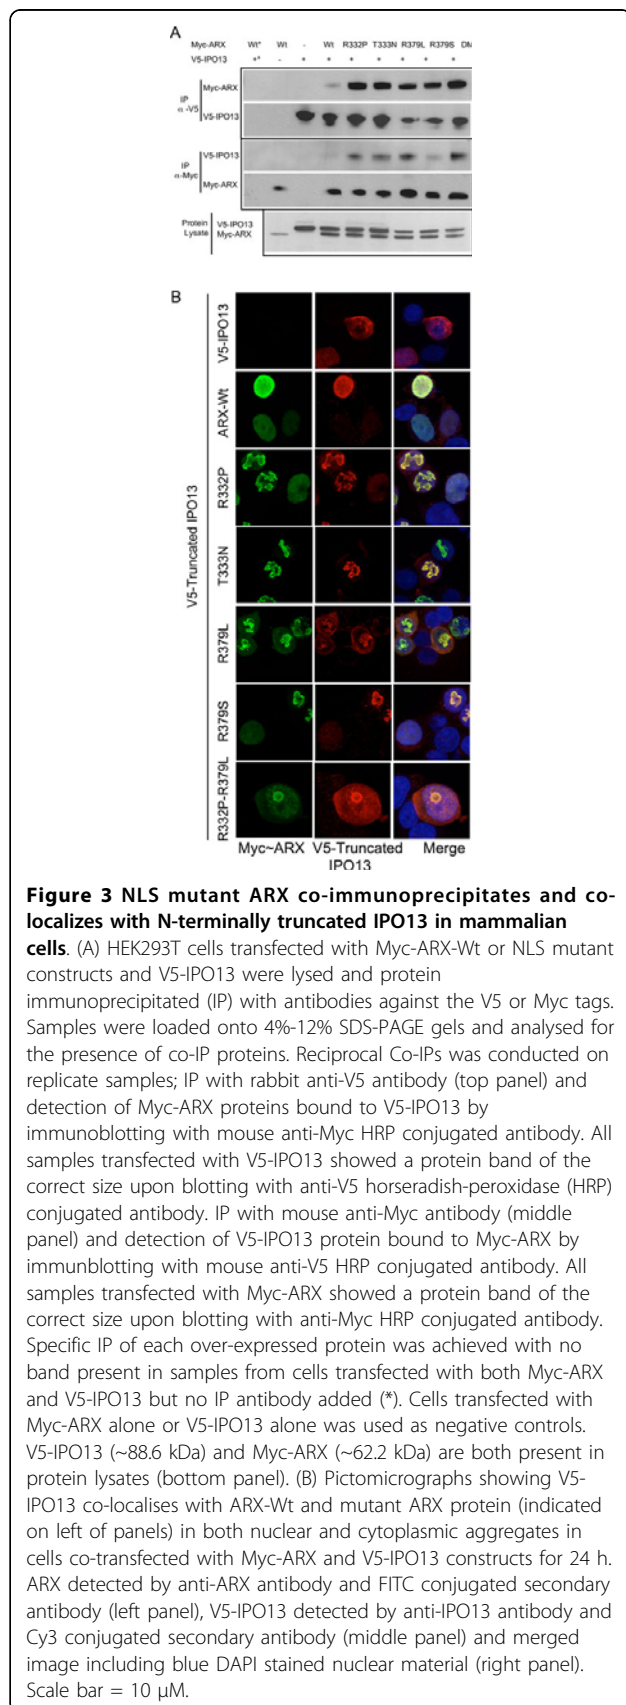 A
Myc-ARX Wt* Wt - Wt R332P T333N R379L R379S DM
V5-IPO13 +* - + + + + + + +
IP α-V5
Myc-ARX
V5-IPO13
IP α-Myc
V5-IPO13
Myc-ARX
Protein Lysate
V5-IPO13
Myc-ARX
B
V5-Truncated IPO13
V5-IPO13
ARX-Wt
R332P
T333N
R379L
R379S
R332P-R379L
Myc~ARX V5-Truncated IPO13 Merge
Figure 3 NLS mutant ARX co-immunoprecipitates and co-
localizes with N-terminally truncated IPO13 in mammalian
cells. (A) HEK293T cells transfected with Myc-ARX-Wt or NLS mutant
constructs and V5-IPO13 were lysed and protein
immunoprecipitated (IP) with antibodies against the V5 or Myc tags.
Samples were loaded onto 4%-12% SDS-PAGE gels and analysed for
the presence of co-IP proteins. Reciprocal Co-IPs was conducted on
replicate samples; IP with rabbit anti-V5 antibody (top panel) and
detection of Myc-ARX proteins bound to V5-IPO13 by
immunoblotting with mouse anti-Myc HRP conjugated antibody. All
samples transfected with V5-IPO13 showed a protein band of the
correct size upon blotting with anti-V5 horseradish-peroxidase (HRP)
conjugated antibody. IP with mouse anti-Myc antibody (middle
panel) and detection of V5-IPO13 protein bound to Myc-ARX by
immunblotting with mouse anti-V5 HRP conjugated antibody. All
samples transfected with Myc-ARX showed a protein band of the
correct size upon blotting with anti-Myc HRP conjugated antibody.
Specific IP of each over-expressed protein was achieved with no
band present in samples from cells transfected with both Myc-ARX
and V5-IPO13 but no IP antibody added (*). Cells transfected with
Myc-ARX alone or V5-IPO13 alone was used as negative controls.
V5-IPO13 (~88.6 kDa) and Myc-ARX (~62.2 kDa) are both present in
protein lysates (bottom panel). (B) Pictomicrographs showing V5-
IPO13 co-localises with ARX-Wt and mutant ARX protein (indicated
on left of panels) in both nuclear and cytoplasmic aggregates in
cells co-transfected with Myc-ARX and V5-IPO13 constructs for 24 h.
ARX detected by anti-ARX antibody and FITC conjugated secondary
antibody (left panel), V5-IPO13 detected by anti-IPO13 antibody and
Cy3 conjugated secondary antibody (middle panel) and merged
image including blue DAPI stained nuclear material (right panel).
Scale bar = 10 μM.